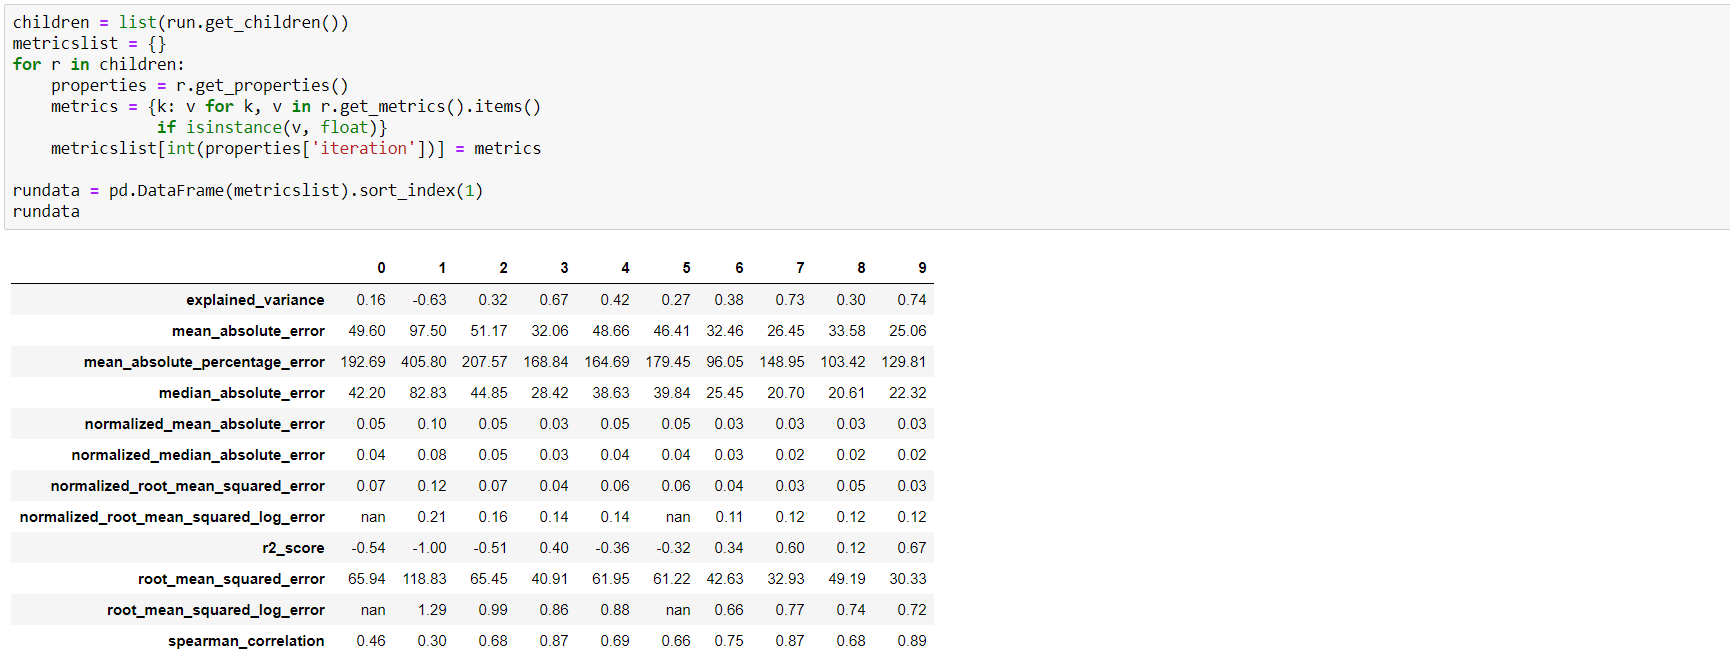 children = list(run.get_children())
metricslist = {}
for r in children:
    properties = r.get_properties()
    metrics = {k: v for k, v in r.get_metrics().items()
               if isinstance(v, float)}
    metricslist[int(properties['iteration'])] = metrics
rundata = pd.DataFrame(metricslist).sort_index(1)
rundata
0 1 2 3 4 5 6 7 8 9
explained_variance 0.16 -0.63 0.32 0.67 0.42 0.27 0.38 0.73 0.30 0.74
mean_absolute_error 49.60 97.50 51.17 32.06 48.66 46.41 32.46 26.45 33.58 25.06
mean_absolute_percentage_error 192.69 405.80 207.57 168.84 164.69 179.45 96.05 148.95 103.42 129.81
median_absolute_error 42.20 82.83 44.85 28.42 38.63 39.84 25.45 20.70 20.61 22.32
normalized_mean_absolute_error 0.05 0.10 0.05 0.03 0.05 0.05 0.03 0.03 0.03 0.03
normalized_median_absolute_error 0.04 0.08 0.05 0.03 0.04 0.04 0.03 0.02 0.02 0.02
normalized_root_mean_squared_error 0.07 0.12 0.07 0.04 0.06 0.06 0.04 0.03 0.05 0.03
normalized_root_mean_squared_log_error nan 0.21 0.16 0.14 0.14 nan 0.11 0.12 0.12 0.12
r2_score -0.54 -1.00 -0.51 0.40 -0.36 -0.32 0.34 0.60 0.12 0.67
root_mean_squared_error 65.94 118.83 65.45 40.91 61.95 61.22 42.63 32.93 49.19 30.33
root_mean_squared_log_error nan 1.29 0.99 0.86 0.88 nan 0.66 0.77 0.74 0.72
spearman_correlation 0.46 0.30 0.68 0.87 0.69 0.66 0.75 0.87 0.68 0.89